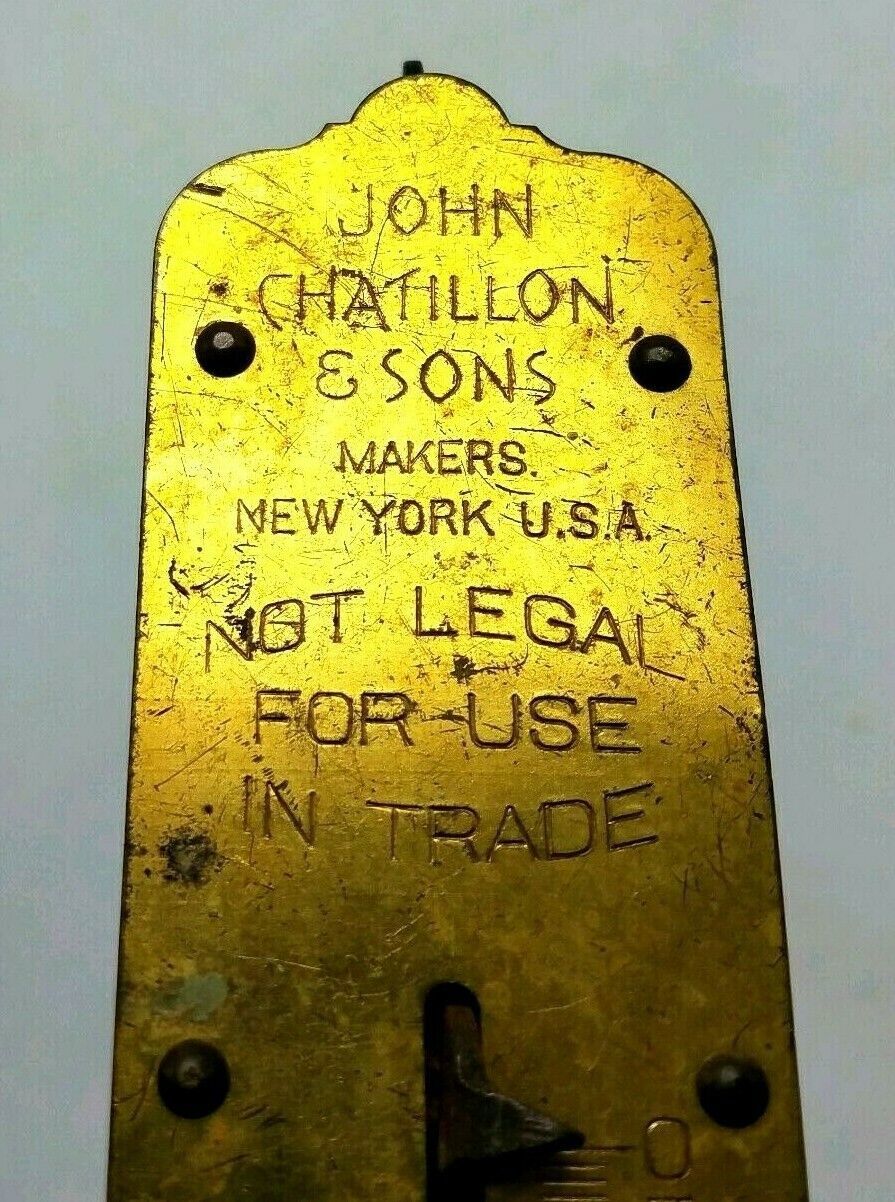 JOHN
CHATILLON
& SONS
MAKERS.
NEW YORK U.S.A.
NOT LEGAL
FOR USE
IN TRADE
0